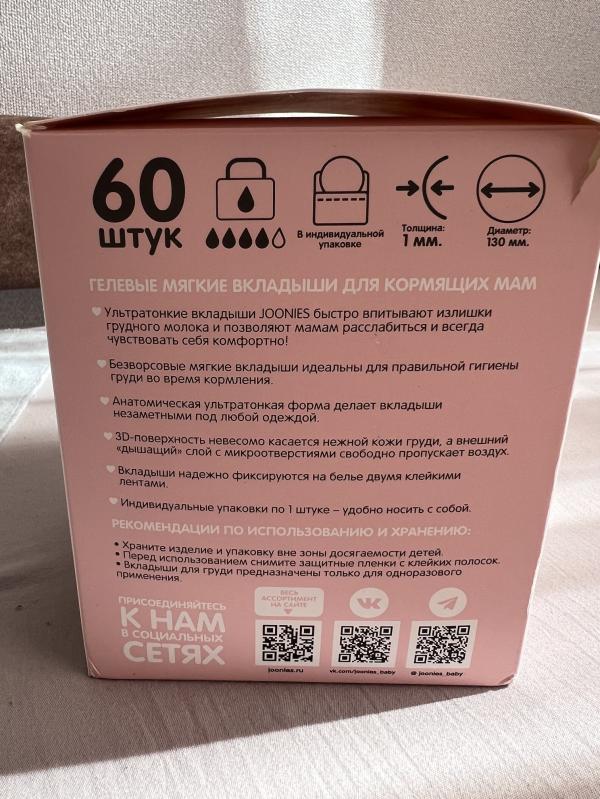 60
штук
В индивидуальной
упаковке
Толщина:
1 мм.
Диаметр:
130 мм.
ГЕЛЕВЫЕ МЯГКИЕ ВКЛАДЫШИ ДЛЯ КОРМЯЩИХ МАМ
Ультратонкие вкладыши JOONIES быстро впитывают излишки
грудного молока и позволяют мамам расслабиться и всегда
чувствовать себя комфортно!
Безворсовые мягкие вкладыши идеальны для правильной гигиены
груди во время кормления.
Анатомическая ультратонкая форма делает вкладыши
незаметными под любой одеждой.
3D-поверхность невесомо касается нежной кожи груди, а внешний
„дышащий" слой с микроотверстиями свободно пропускает воздух.
Вкладыши надежно фиксируются на белье двумя клейкими
лентами.
Индивидуальные упаковки по 1 штуке – удобно носить с собой.
РЕКОМЕНДАЦИИ ПО ИСПОЛЬЗОВАНИЮ И ХРАНЕНИЮ:
• Храните изделие и упаковку вне зоны досягаемости детей.
• Перед использованием снимите защитные пленки с клейких полосок.
• Вкладыши для груди предназначены только для одноразового
применения.
ПРИСОЕДИНЯЙТЕСЬ
К НАМ
В СОЦИАЛЬНЫХ
СЕТЯХ
ВЕСЬ
АССОРТИМЕНТ
НА САЙТЕ
joonies.ru
vk.com/joonies_baby
@joonies_baby